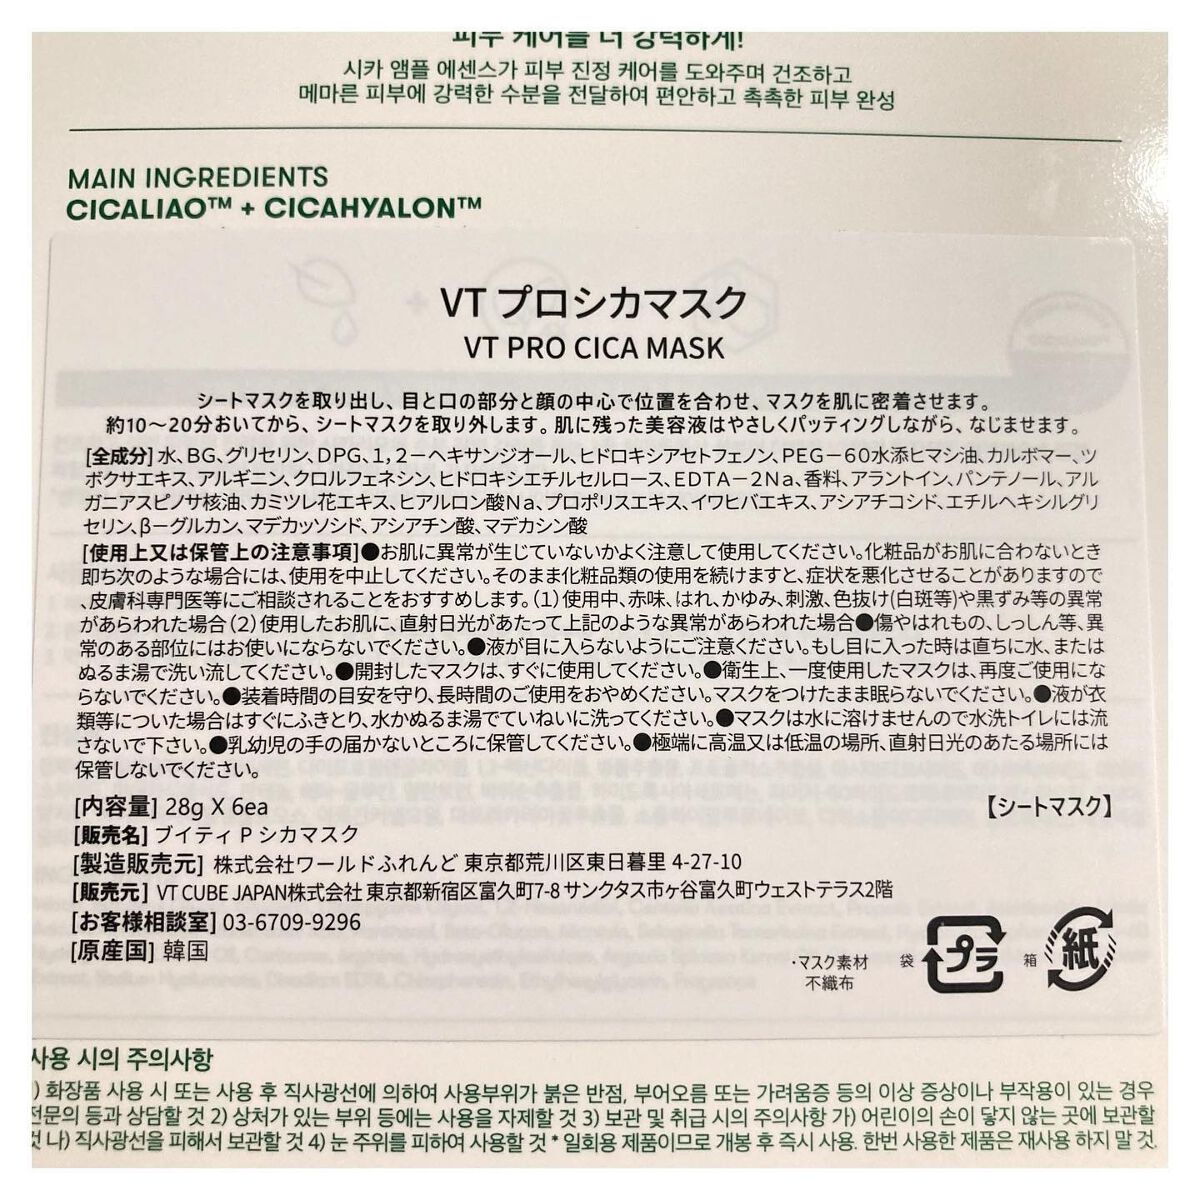 피부 케어를 더 강력하게!
시카 앰플 에센스가 피부 진정 케어를 도와주며 건조하고
메마른 피부에 강력한 수분을 전달하여 편안하고 촉촉한 피부 완성
MAIN INGREDIENTS
CICALIAO™ + CICAHYALON™
VT プロシカマスク
VT PRO CICA MASK
シートマスクを取り出し、目と口の部分と顔の中心で位置を合わせ、マスクを肌に密着させます。
約10～20分おいてから、シートマスクを取り外します。肌に残った美容液はやさしくパッティングしながら、なじませます。
[全成分]水、BG、グリセリン、DPG、1,2－ヘキサンジオール、ヒドロキシアセトフェノン、PEG－60水添ヒマシ油、カルボマー、ツ
ボクサエキス、アルギニン、クロルフェネシン、ヒドロキシエチルセルロース、EDTA－2Na、香料、アラントイン、パンテノール、アル
ガニアスピノサ核油、カミツレ花エキス、ヒアルロン酸Na、プロポリスエキス、イワヒバエキス、アシアチコシド、エチルヘキシルグリ
セリン、β－グルカン、マデカッソシド、アシアチン酸、マデカシン酸
[使用上又は保管上の注意事項]●お肌に異常が生じていないかよく注意して使用してください。化粧品がお肌に合わないとき
即ち次のような場合には、使用を中止してください。そのまま化粧品類の使用を続けますと、症状を悪化させることがありますので
、皮膚科専門医等にご相談されることをおすすめします。(1)使用中、赤味、はれ、かゆみ、刺激、色抜け(白斑等)や黒ずみ等の異常
があらわれた場合(2)使用したお肌に、直射日光があたって上記のような異常があらわれた場合●傷やはれもの、しっしん等、異
常のある部位にはお使いにならないでください。●液が目に入らないようにご注意ください。もし目に入った時は直ちに水、または
ぬるま湯で洗い流してください。●開封したマスクは、すぐに使用してください。●衛生上、一度使用したマスクは、再度ご使用にな
らないでください。●装着時間の目安を守り、長時間のご使用をおやめください。マスクをつけたまま眠らないでください。●液が衣
類等についた場合はすぐにふきとり、水かぬるま湯でていねいに洗ってください。●マスクは水に溶けませんので水洗トイレには流
さないで下さい。●乳幼児の手の届かないところに保管してください。●極端に高温又は低温の場所、直射日光のあたる場所には
保管しないでください。
[内容量] 28g X 6ea 【シートマスク】
[販売名] ブイティ P シカマスク
[製造販売元] 株式会社ワールドふれんど 東京都荒川区東日暮里 4-27-10
[販売元] VT CUBE JAPAN株式会社 東京都新宿区富久町7-8 サンクタス市ヶ谷富久町ウェストテラス2階
[お客様相談室] 03-6709-9296
[原産国] 韓国
・マスク素材
不織布
袋 プラ 箱 紙
사용 시의 주의사항
) 화장품 사용 시 또는 사용 후 직사광선에 의하여 사용부위가 붉은 반점, 부어오름 또는 가려움증 등의 이상 증상이나 부작용이 있는 경우
전문의 등과 상담할 것 2) 상처가 있는 부위 등에는 사용을 자제할 것 3) 보관 및 취급 시의 주의사항 가) 어린이의 손이 닿지 않는 곳에 보관할
것 나) 직사광선을 피해서 보관할 것 4) 눈 주위를 피하여 사용할 것 * 일회용 제품이므로 개봉 후 즉시 사용. 한번 사용한 제품은 재사용 하지 말 것.